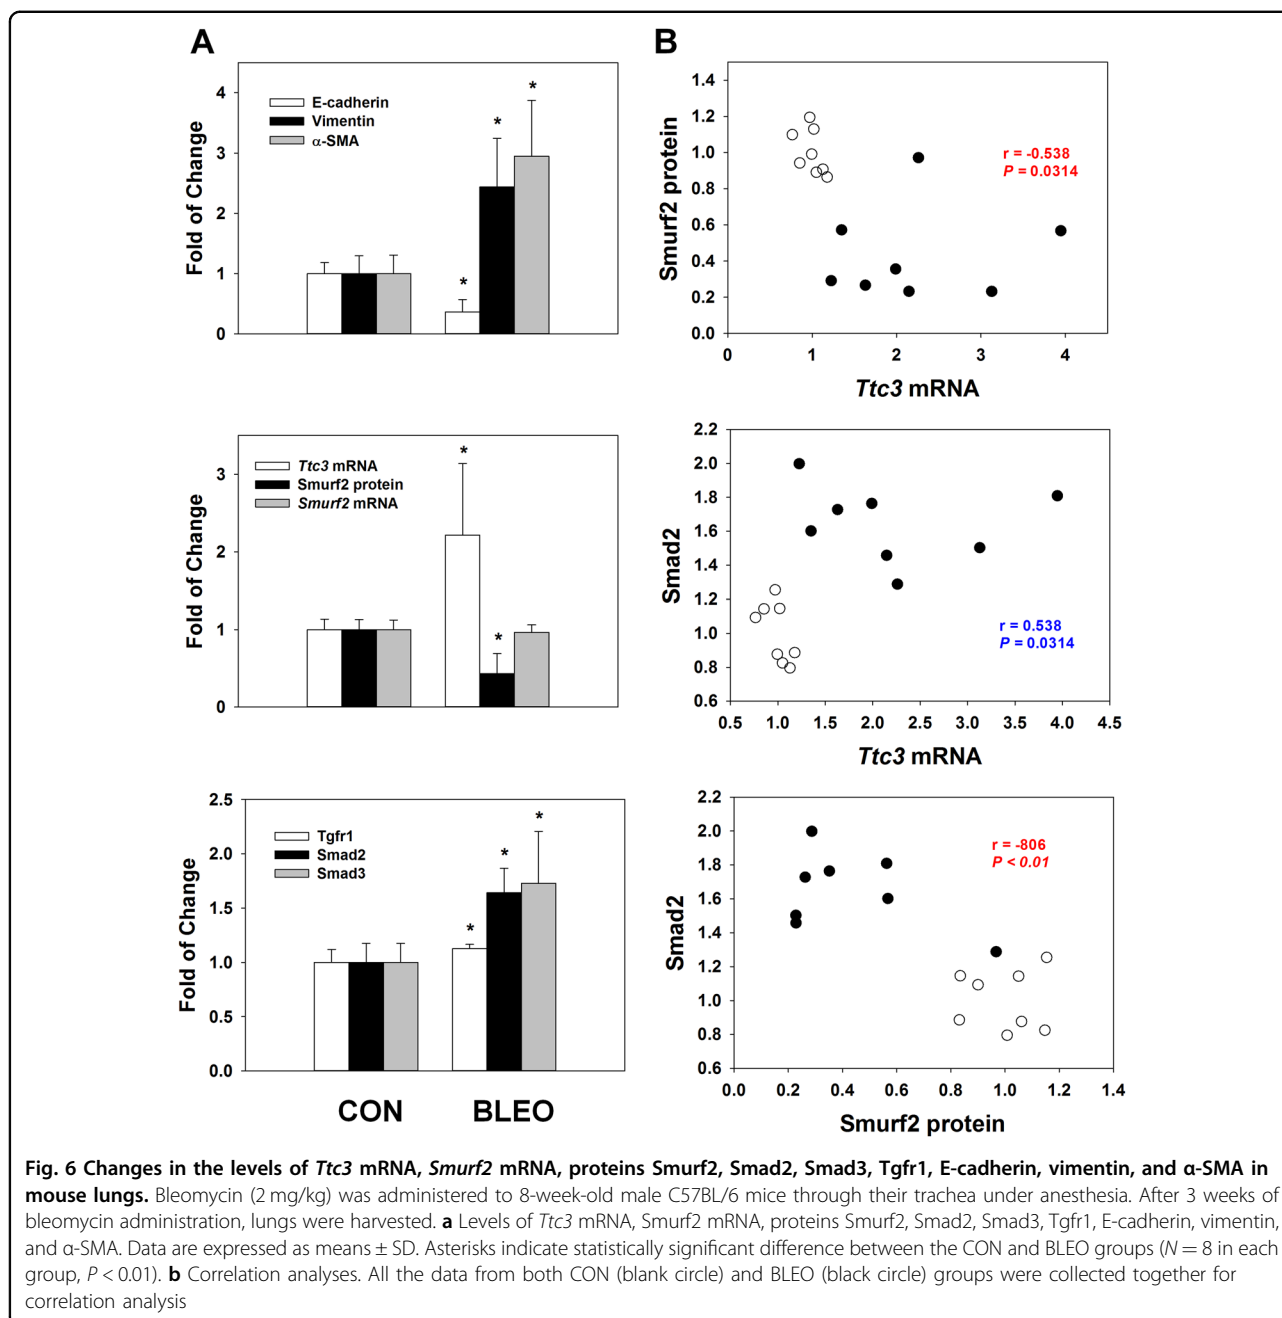 A
B
4
3
2
1
0
Fold of Change
E-cadherin
Vimentin
α-SMA
*
*
*
1.4
1.2
1.0
0.8
0.6
0.4
0.2
0.0
Smurf2 protein
r = -0.538
P = 0.0314
0
1
2
3
4
Ttc3 mRNA
3
2
1
0
Fold of Change
Ttc3 mRNA
Smurf2 protein
Smurf2 mRNA
*
*
2.2
2.0
1.8
1.6
1.4
1.2
1.0
0.8
0.6
Smad2
r = 0.538
P = 0.0314
0.5
1.0
1.5
2.0
2.5
3.0
3.5
4.0
4.5
Ttc3 mRNA
2.5
2.0
1.5
1.0
0.5
0.0
Fold of Change
Tgfr1
Smad2
Smad3
*
*
*
CON
BLEO
2.2
2.0
1.8
1.6
1.4
1.2
1.0
0.8
0.6
Smad2
r = -806
P < 0.01
0.0
0.2
0.4
0.6
0.8
1.0
1.2
1.4
Smurf2 protein
Fig. 6 Changes in the levels of Ttc3 mRNA, Smurf2 mRNA, proteins Smurf2, Smad2, Smad3, Tgfr1, E-cadherin, vimentin, and α-SMA in
mouse lungs. Bleomycin (2 mg/kg) was administered to 8-week-old male C57BL/6 mice through their trachea under anesthesia. After 3 weeks of
bleomycin administration, lungs were harvested. a Levels of Ttc3 mRNA, Smurf2 mRNA, proteins Smurf2, Smad2, Smad3, Tgfr1, E-cadherin, vimentin,
and α-SMA. Data are expressed as means ± SD. Asterisks indicate statistically significant difference between the CON and BLEO groups (N = 8 in each
group, P < 0.01). b Correlation analyses. All the data from both CON (blank circle) and BLEO (black circle) groups were collected together for
correlation analysis